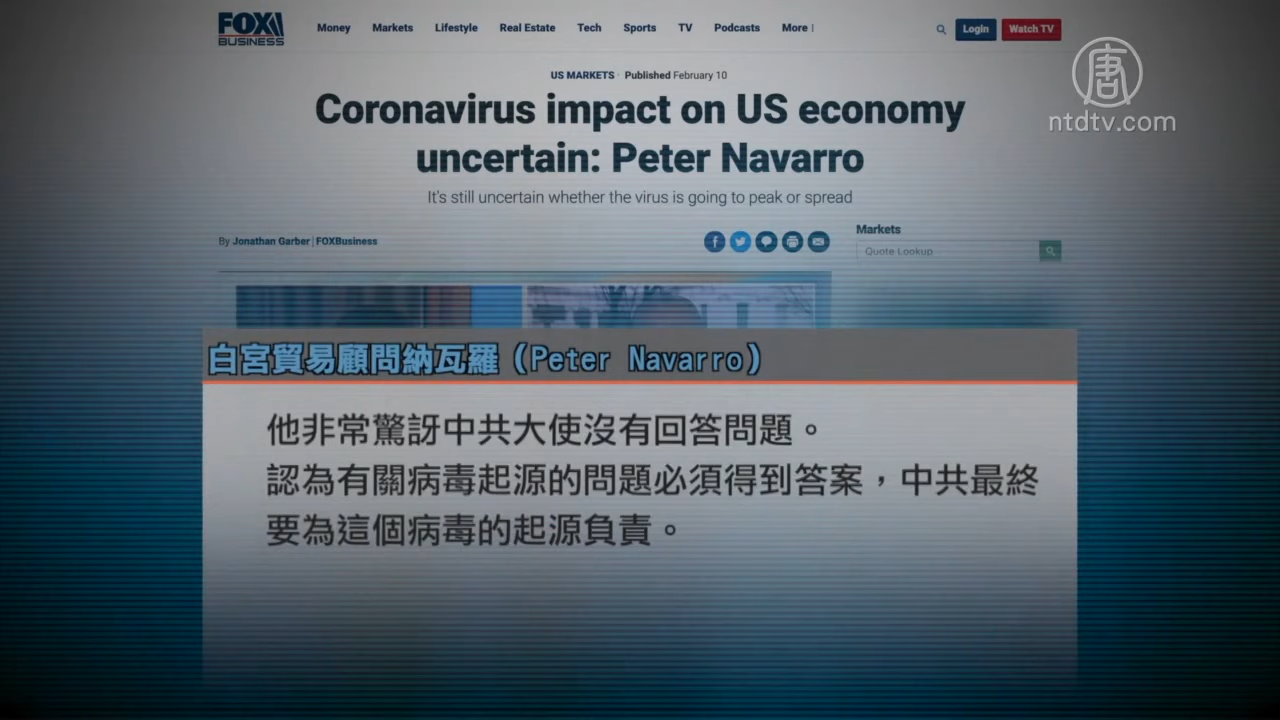 FOX BUSINESS
Money Markets Lifestyle Real Estate Tech Sports TV Podcasts More
Login
Watch TV
唐
ntdtv.com
US MARKETS · Published February 10
Coronavirus impact on US economy
uncertain: Peter Navarro
It's still uncertain whether the virus is going to peak or spread
By Jonathan Garber | FOXBusiness
Markets
Quote Lookup
白宮貿易顧問納瓦羅（Peter Navarro）
他非常驚訝中共大使沒有回答問題。
認為有關病毒起源的問題必須得到答案，中共最終
要為這個病毒的起源負責。